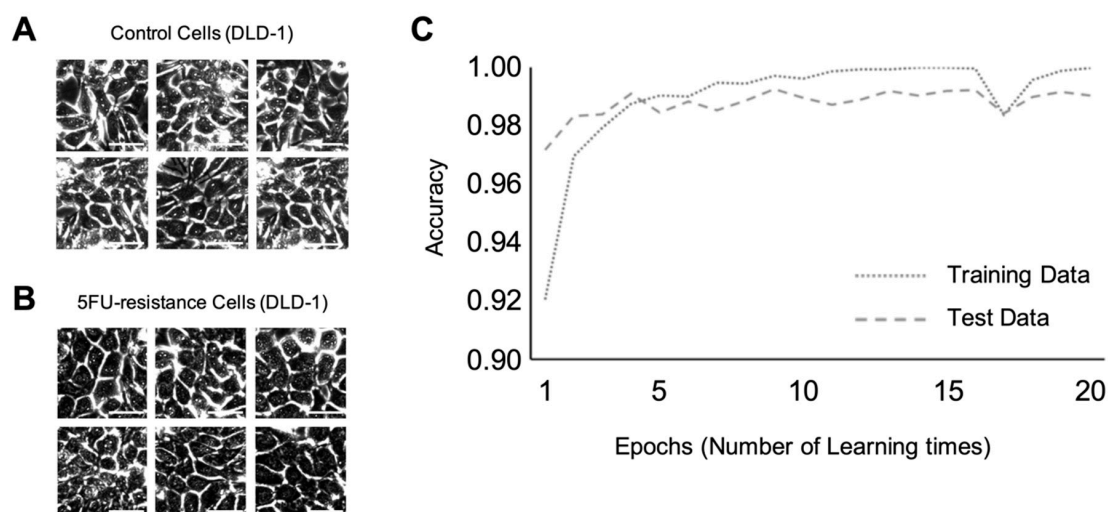 A
Control Cells (DLD-1)
B
5FU-resistance Cells (DLD-1)
C
1.00
0.98
0.96
0.94
0.92
0.90
Accuracy
Training Data
Test Data
1 5 10 15 20
Epochs (Number of Learning times)